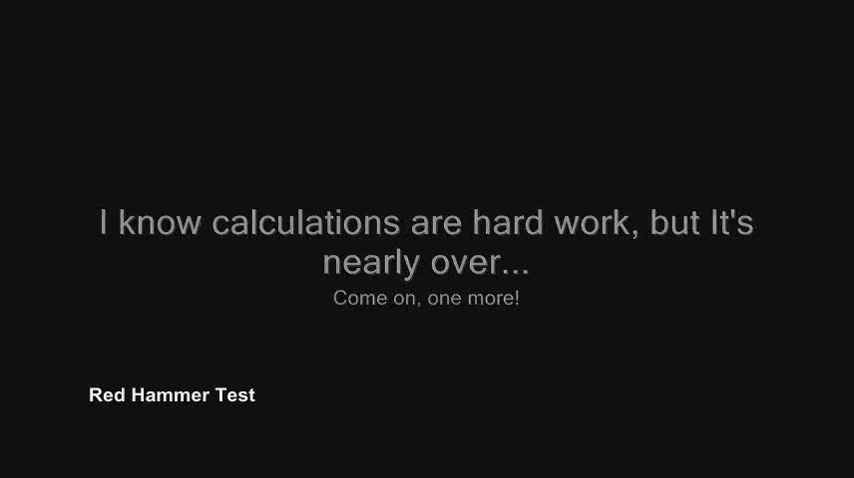 I know calculations are hard work, but It's
nearly over...
Come on, one more!
Red Hammer Test